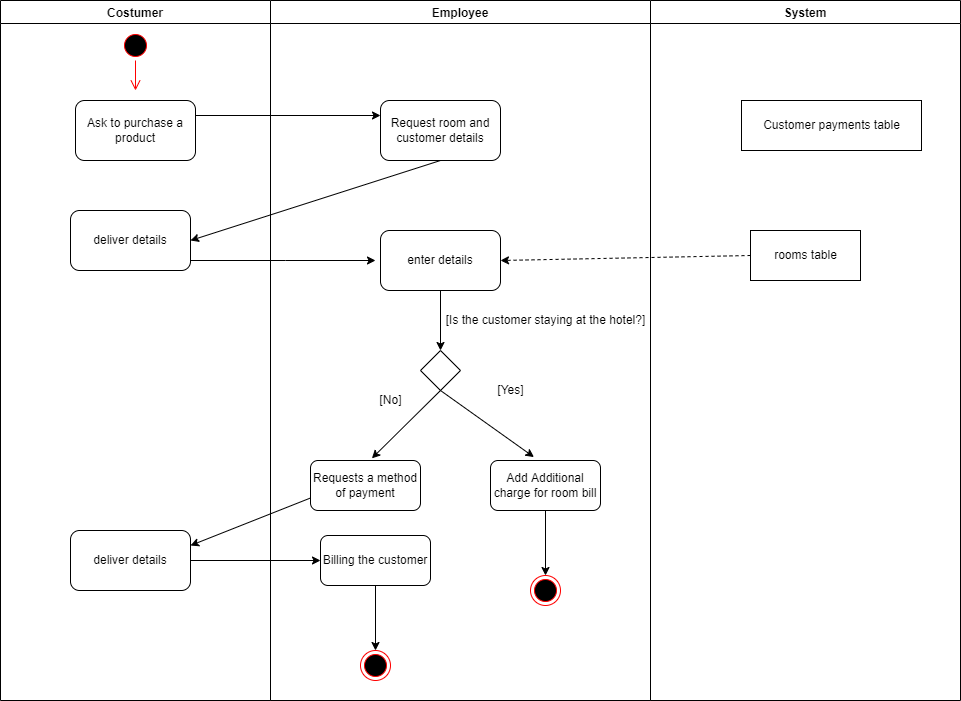 Costumer
Employee
System
Ask to purchase a
product
Request room and
customer details
Customer payments table
deliver details
enter details
rooms table
[Is the customer staying at the hotel?]
[No]
[Yes]
Requests a method
of payment
Add Additional
charge for room bill
deliver details
Billing the customer